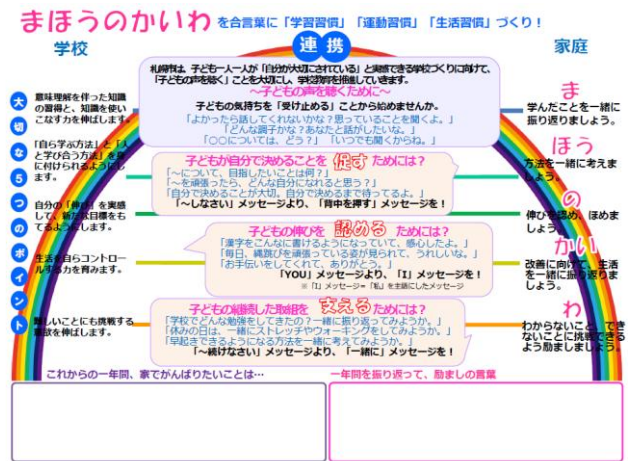 まほうのかいわ を合言葉に「学習習慣」「運動習慣」「生活習慣」づくり！
学校
連携
家庭
札幌市は、子ども一人一人が「自分が大切にされている」と実感できる学校づくりに向けて、
「子どもの声を聴く」ことを大切にし、学校教育を推進していきます。
～子どもの声を聴くために～
子どもの気持ちを「受け止める」ことから始めませんか。
「よかったら話してくれないかな？思っていることを聞くよ。」
「どんな調子かな？あなたと話がしたいな。」
「○○については、どう？」「いつでも聞くからね。」
大切な５つのポイント
意味理解を伴った知識
の習得と、知識を使い
こなす力を伸ばします。
「自ら学ぶ方法」と「人
と学び合う方法」を身
に付けられるようにし
ます。
自分の「伸び」を実感
して、新たな目標をも
てるようにします。
生活を自らコントロー
ルする力を育みます。
難しいことにも挑戦する
意欲を伸ばします。
子どもが自分で決めることを 促す ためには？
「～について、目指したいことは何？」
「～を頑張ったら、どんな自分になれると思う？」
「自分で決めることが大切、自分で決めるまで待ってるよ。」
「～しなさい」メッセージより、「背中を押す」メッセージを！
子どもの伸びを 認める ためには？
「漢字をこんなに書けるようになっていて、感心したよ。」
「毎日、縄跳びを頑張っている姿が見られて、うれしいな。」
「お手伝いをしてくれて、ありがとう。」
「YOU」メッセージより、「I」メッセージを！
※「I」メッセージ=「私」を主語にしたメッセージ
子どもの継続した取組を 支える ためには？
「学校でどんな勉強をしてきたの？一緒に振り返ってみようか。」
「休みの日は、一緒にストレッチやウォーキングをしてみようか。」
「早起きできるようになる方法を一緒に考えてみようか。」
「～続けなさい」メッセージより、「一緒に」メッセージを！
ま
学んだことを一緒に
振り返りましょう。
ほう
方法を一緒に考えま
しょう。
の
伸びを認め、ほめま
しょう。
かい
改善に向けて、生活
を一緒に振り返りま
しょう。
わ
わからないこと、でき
ないことに挑戦できる
よう励ましましょう。
これからの一年間、家でがんばりたいことは…
一年間を振り返って、励ましの言葉